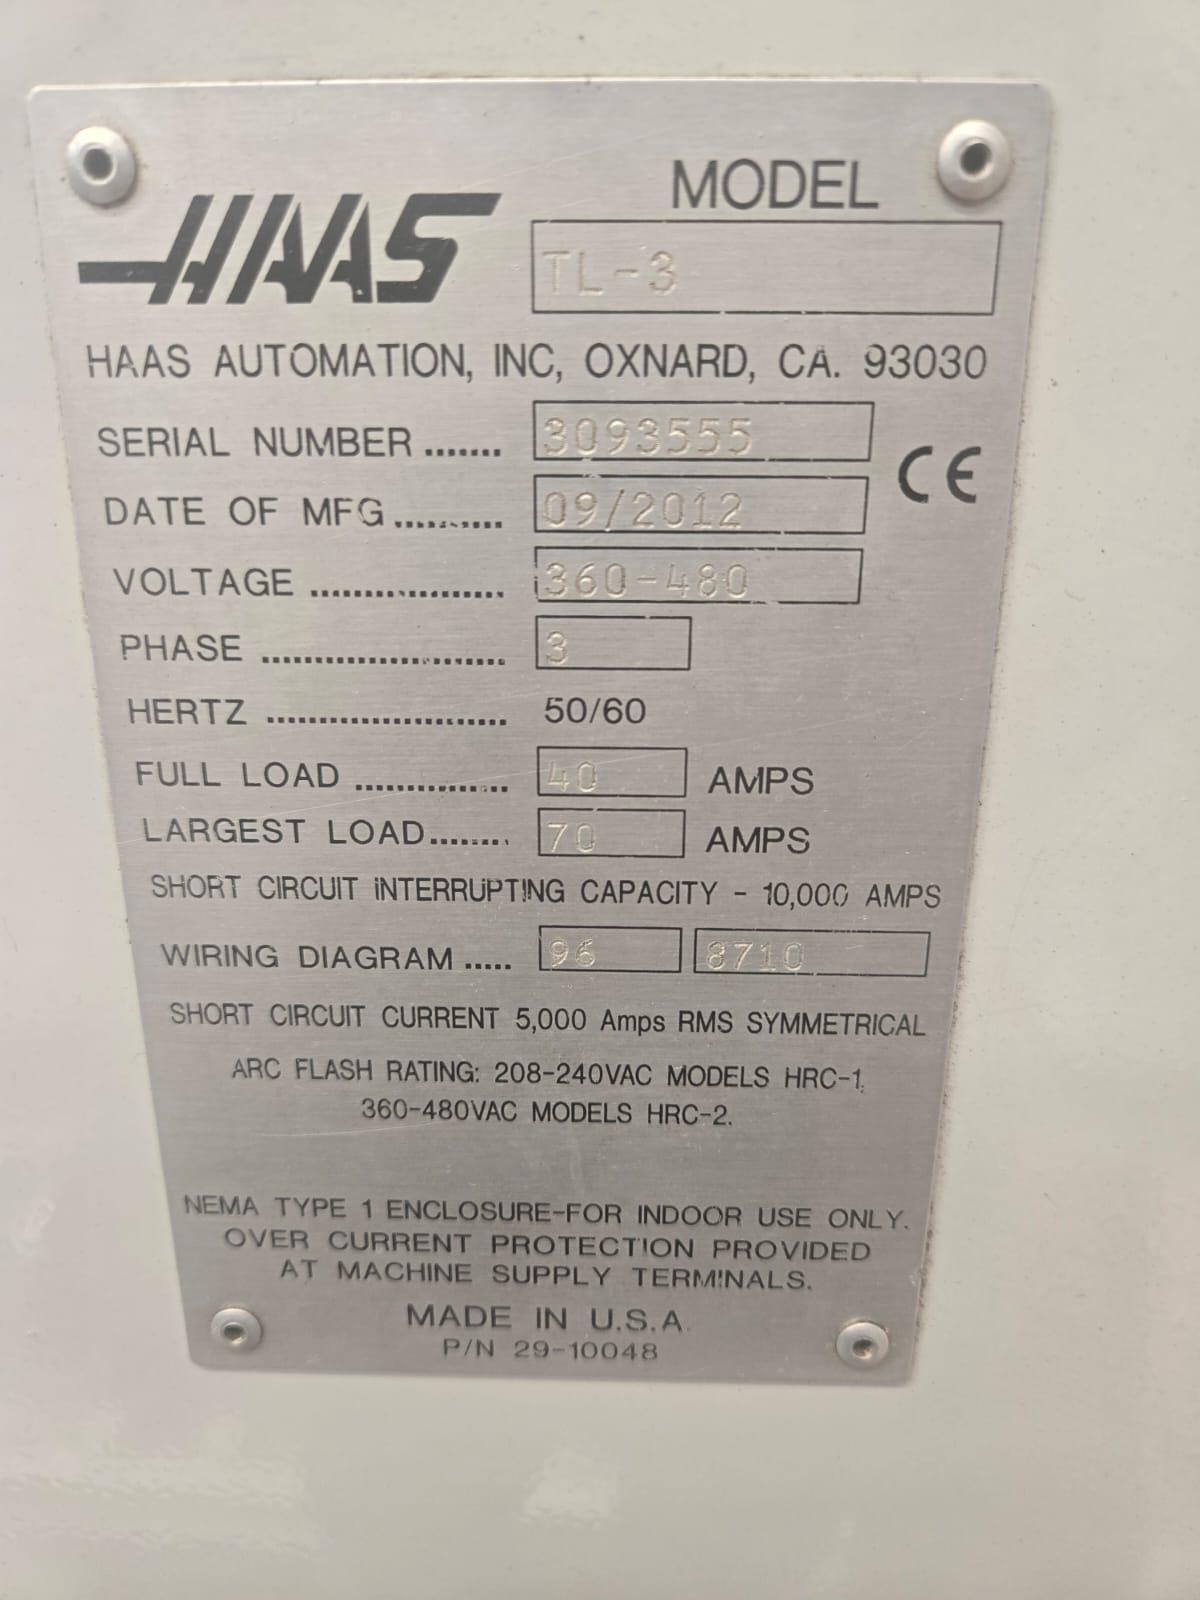 HAAS
MODEL
TL-3
HAAS AUTOMATION, INC, OXNARD, CA. 93030
SERIAL NUMBER ....... 3093555
CE
DATE OF MFG ............ 09/2012
VOLTAGE .................... 360-480
PHASE ......................... 3
HERTZ ......................... 50/60
FULL LOAD ................ 40 AMPS
LARGEST LOAD ........ 70 AMPS
SHORT CIRCUIT INTERRUPTING CAPACITY - 10,000 AMPS
WIRING DIAGRAM ..... 96 8710
SHORT CIRCUIT CURRENT 5,000 Amps RMS SYMMETRICAL
ARC FLASH RATING: 208-240VAC MODELS HRC-1,
360-480VAC MODELS HRC-2.
NEMA TYPE 1 ENCLOSURE-FOR INDOOR USE ONLY.
OVER CURRENT PROTECTION PROVIDED
AT MACHINE SUPPLY TERMINALS.
MADE IN U.S.A.
P/N 29-10048